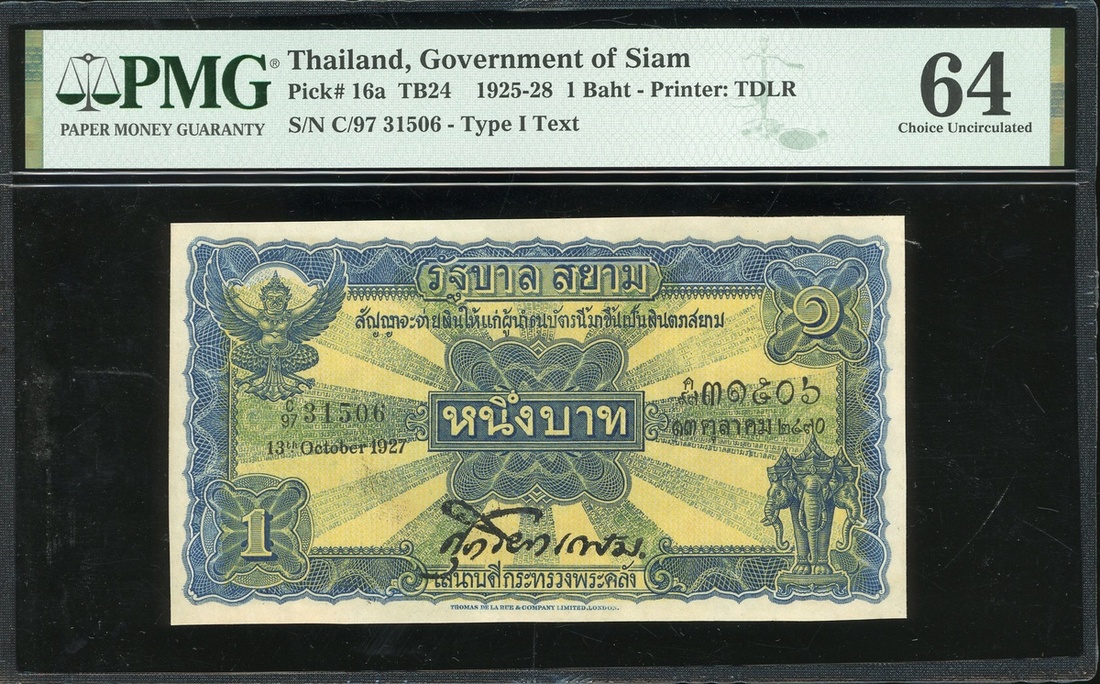 PMG®
PAPER MONEY GUARANTY
Thailand, Government of Siam
Pick# 16a TB24 1925-28 1 Baht - Printer: TDLR
S/N C/97 31506 - Type I Text
64
Choice Uncirculated
รัฐบาล สยาม
สัญญาจะจ่ายเงินให้แก่ผู้นำธนบัตรนี้มาขึ้นเป็นเงินตราสยาม
๑
C/97 31506
13th October 1927
หนึ่งบาท
ค/๙๗ ๓๑๕๐๖
๑๓ ตุลาคม ๒๔๗๐
1
เสนาบดีกระทรวงพระคลัง
THOMAS DE LA RUE & COMPANY LIMITED, LONDON.